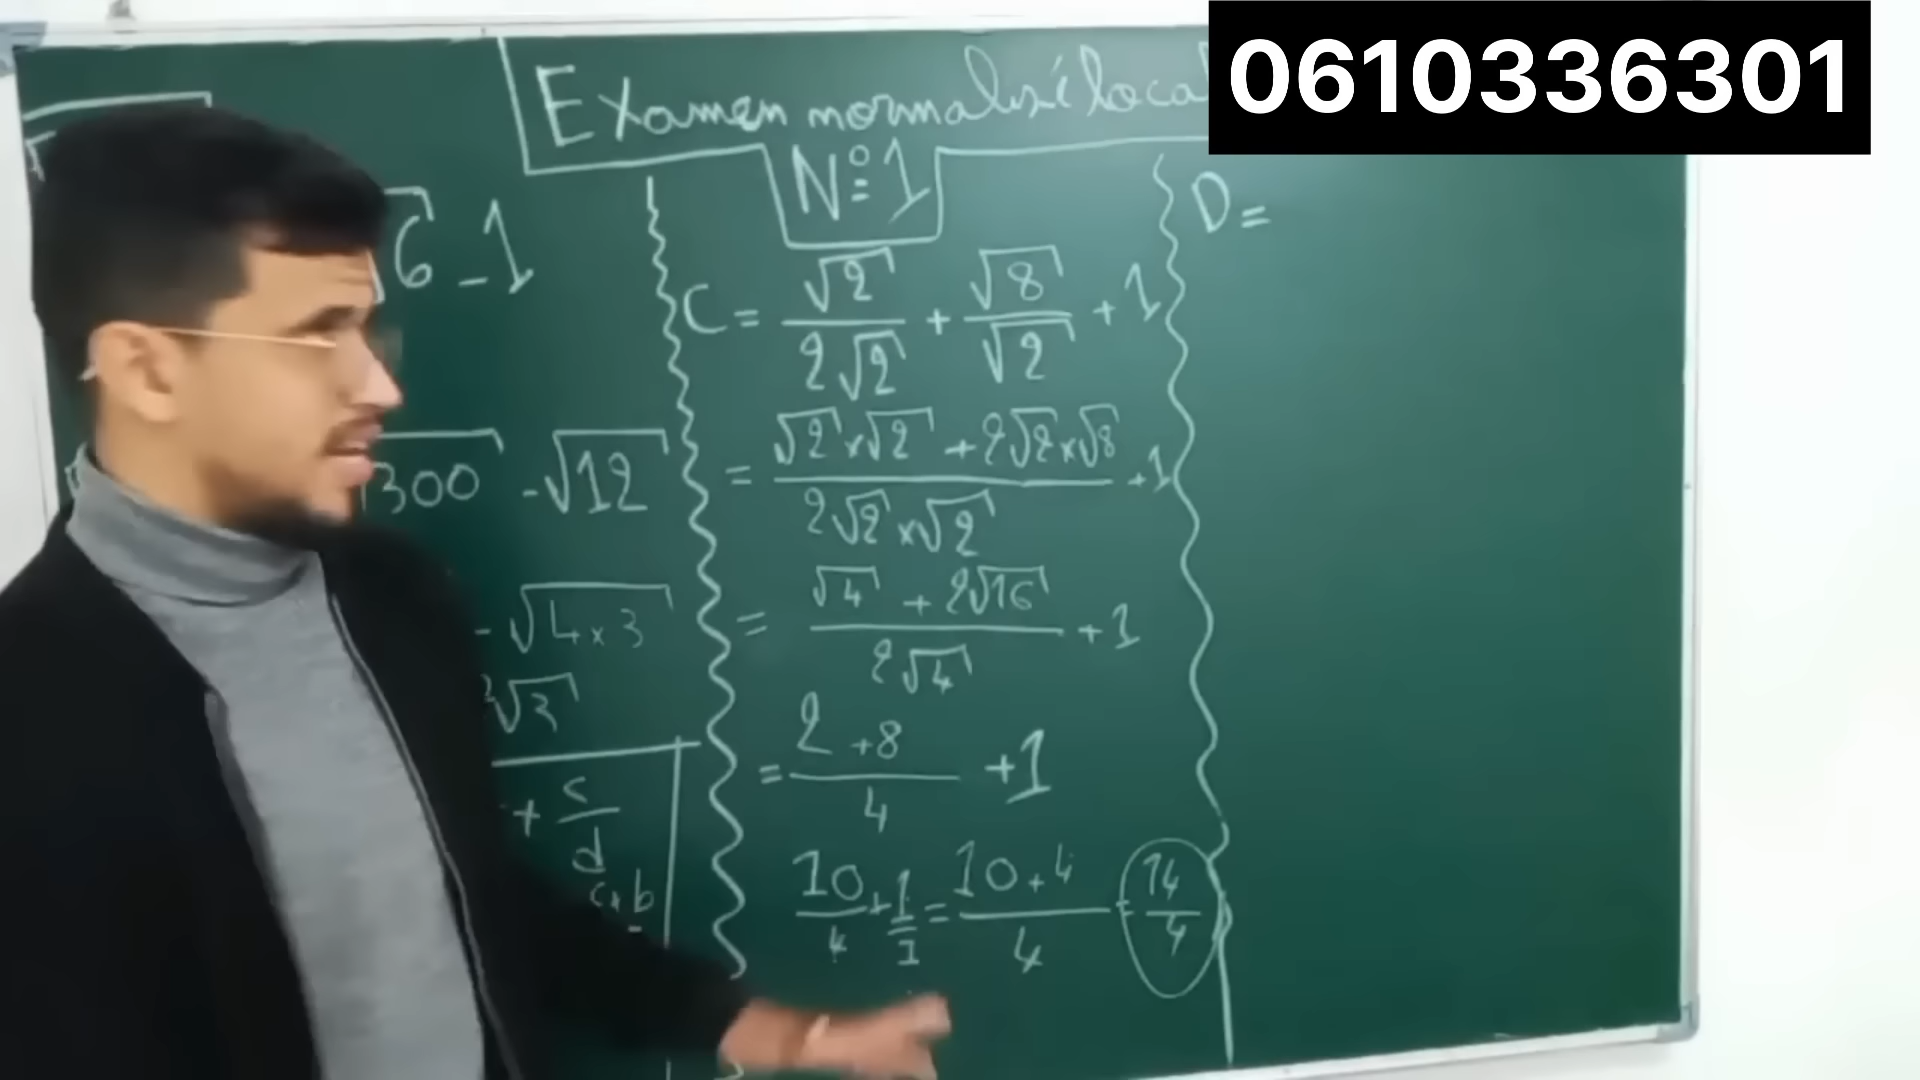 0610336301
Examen normalisé local
N°1
√6 - 1
√300 - √12
- √4×3
2√3
+ c/d
c×b
C = √2/2√2 + √8/√2 + 1
= √2×√2 + 2√2×√8/2√2×√2 + 1
= √4 + 2√16/2√4 + 1
= 2 + 8/4 + 1
10/4 + 1/1 = 10 + 4/4 = 14/4
D =